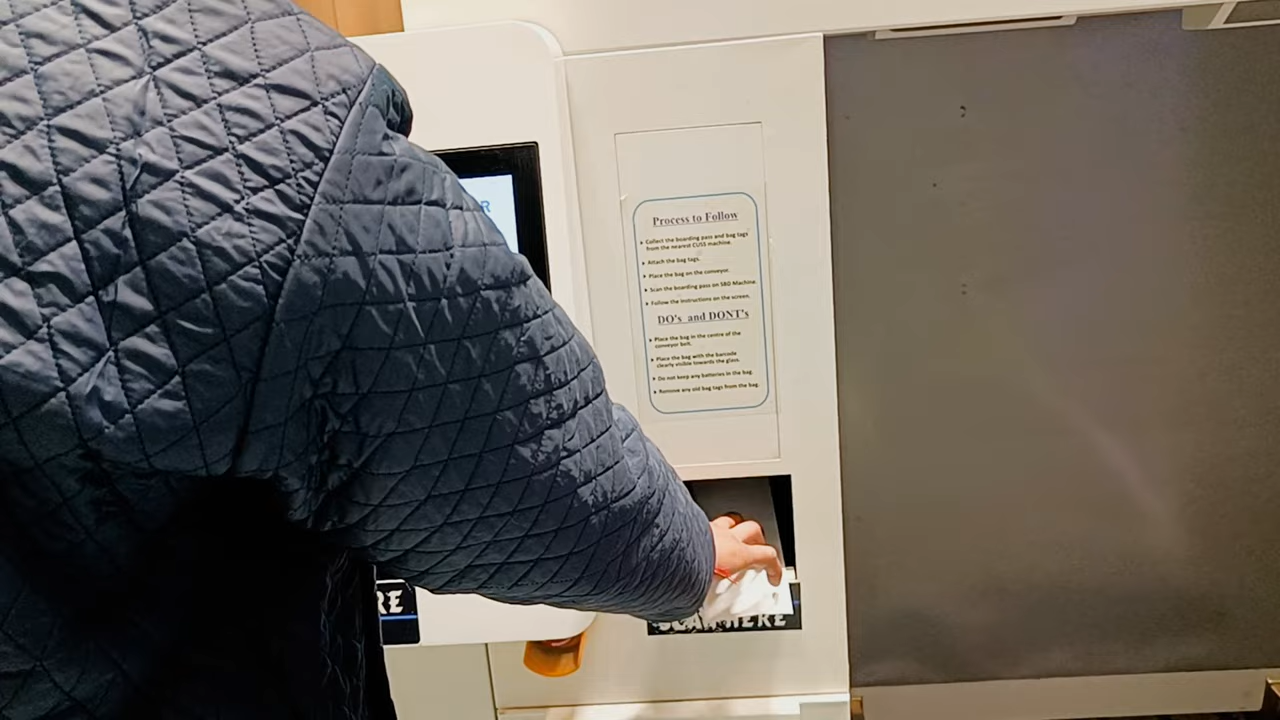 R
Process to Follow
Collect the boarding pass and bag tags
from the nearest CUSS machine.
Attach the bag tags.
Place the bag on the conveyor.
Scan the boarding pass on SBD Machine.
Follow the instructions on the screen.
DO's and DONT's
Place the bag in the centre of the
conveyor belt.
Place the bag with the barcode
clearly visible towards the glass.
Do not keep any batteries in the bag.
Remove any old bag tags from the bag.
RE
SCAN HERE